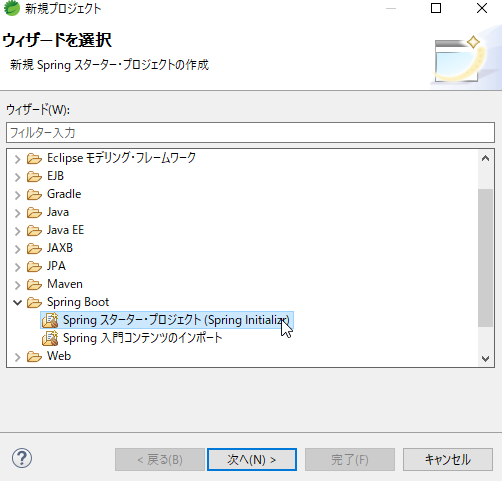 新規プロジェクト
ウィザードを選択
新規 Spring スターター・プロジェクトの作成
ウィザード(W):
フィルター入力
Eclipse モデリング・フレームワーク
EJB
Gradle
Java
Java EE
JAXB
JPA
Maven
Spring Boot
Spring スターター・プロジェクト (Spring Initializr)
Spring 入門コンテンツのインポート
Web
< 戻る(B)
次へ(N) >
完了(F)
キャンセル